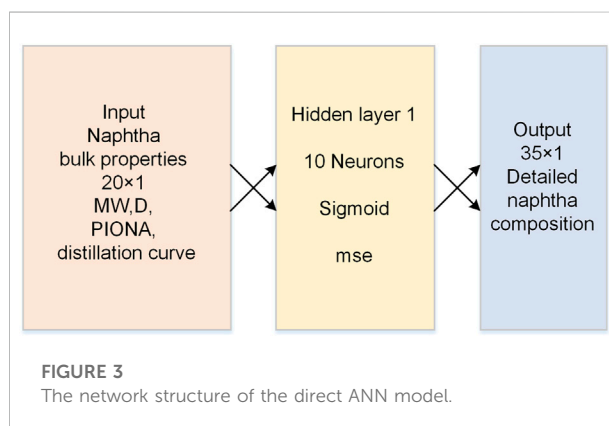 Input
Naphtha
bulk properties
20×1
MW,D,
PIONA,
distillation curve
Hidden layer 1
10 Neurons
Sigmoid
mse
Output
35×1
Detailed
naphtha
composition
FIGURE 3
The network structure of the direct ANN model.